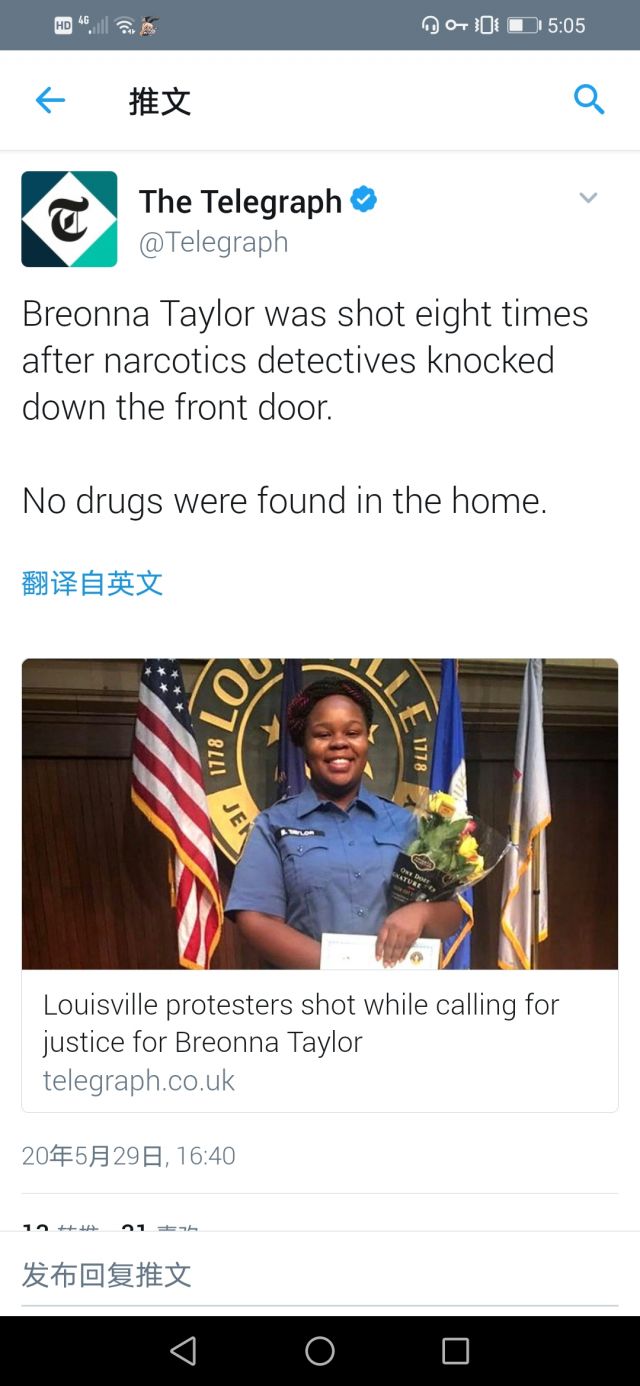 HD 4G 5:05
推文
The Telegraph
@Telegraph
Breonna Taylor was shot eight times
after narcotics detectives knocked
down the front door.
No drugs were found in the home.
翻译自英文
LOUISVILLE
1778 1778
JEF
TAYLOR
Louisville protesters shot while calling for
justice for Breonna Taylor
telegraph.co.uk
20年5月29日, 16:40
发布回复推文